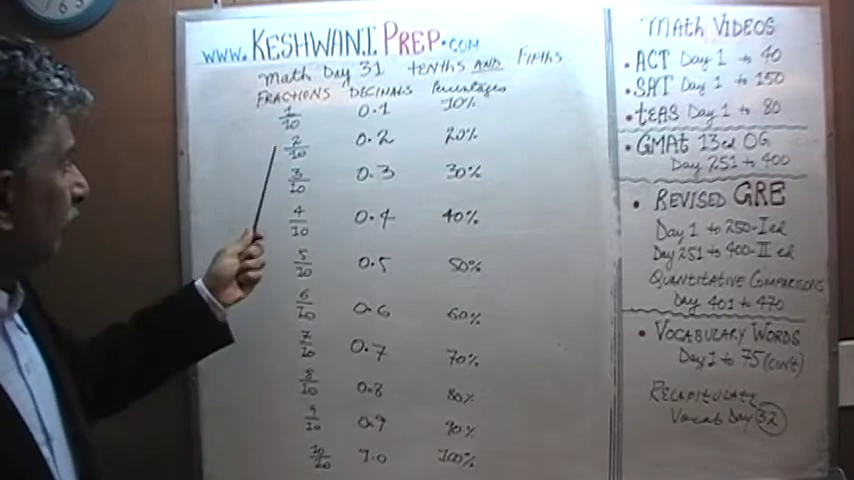 www.KESHWANI PREP.COM
Math Day 31 tenths AND Fifths
FRACTIONS DECIMALS Percentages
1/10 0.1 10%
2/10 0.2 20%
3/10 0.3 30%
4/10 0.4 40%
5/10 0.5 50%
6/10 0.6 60%
7/10 0.7 70%
8/10 0.8 80%
9/10 0.9 90%
10/10 1.0 100%
Math VIDEOS
• ACT Day 1 to 40
• SAT Day 1 to 150
• tEAS Day 1 to 80
• GMAt 13ed OG
Day 251 to 400
• REVISED GRE
Day 1 to 250-I ed
Day 251 to 400-II ed
QUANTITATIVE COMPARISONS
Day 401 to 470
• VOCABULARY WORDS
Day 1 to 75 (con't)
RECAPITULATE
Vocab Day 32